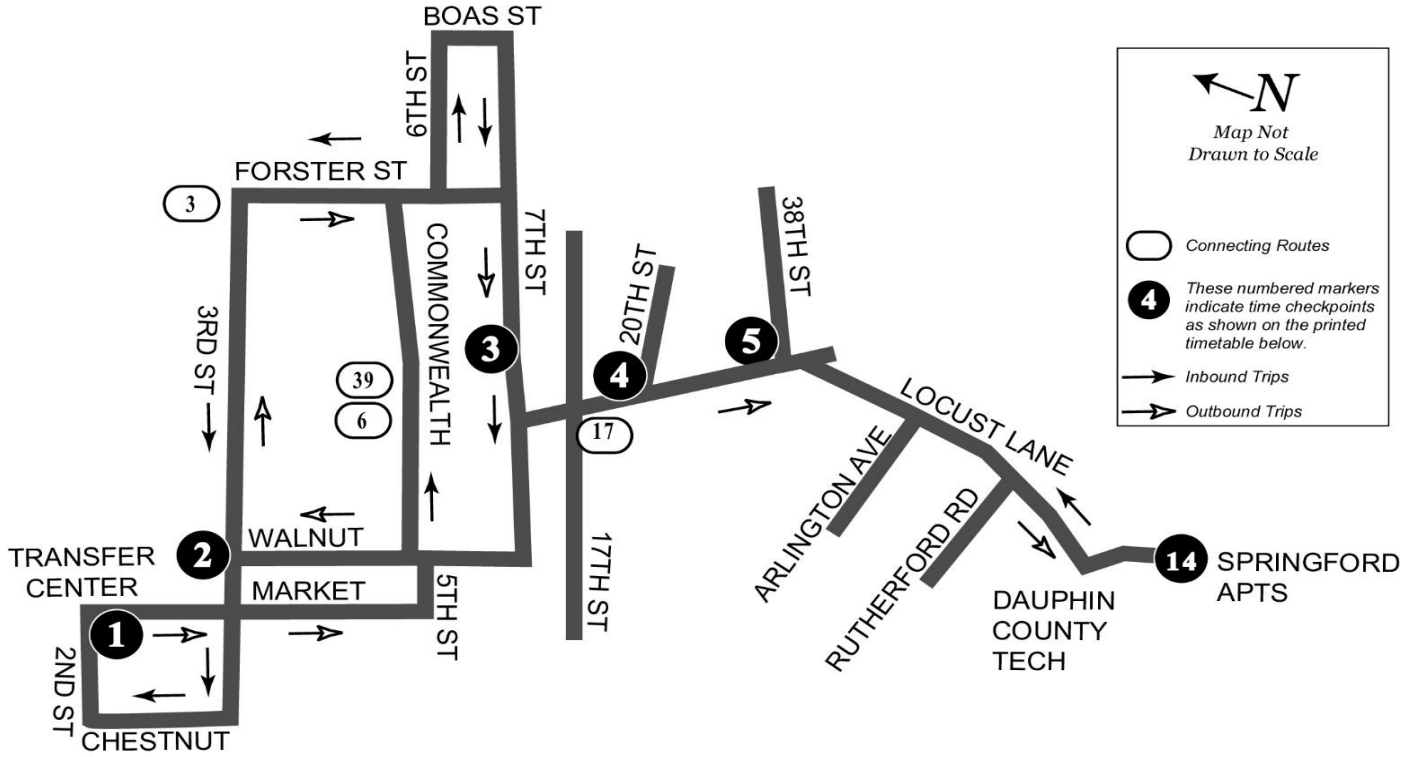 BOAS ST
6TH ST
FORSTER ST
3
7TH ST
COMMONWEALTH
3RD ST
39
6
3
20TH ST
4
17
38TH ST
5
LOCUST LANE
ARLINGTON AVE
RUTHERFORD RD
17TH ST
WALNUT
2
TRANSFER
CENTER
MARKET
1
5TH ST
2ND ST
CHESTNUT
DAUPHIN
COUNTY
TECH
14
SPRINGFORD
APTS
N
Map Not
Drawn to Scale
Connecting Routes
4
These numbered markers
indicate time checkpoints
as shown on the printed
timetable below.
Inbound Trips
Outbound Trips